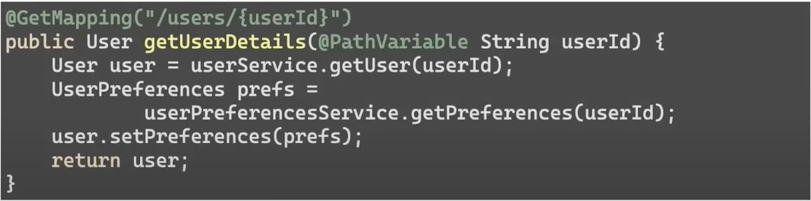 @GetMapping("/users/{userId}")
public User getUserDetails(@PathVariable String userId) {
    User user = userService.getUser(userId);
    UserPreferences prefs =
            userPreferencesService.getPreferences(userId);
    user.setPreferences(prefs);
    return user;
}